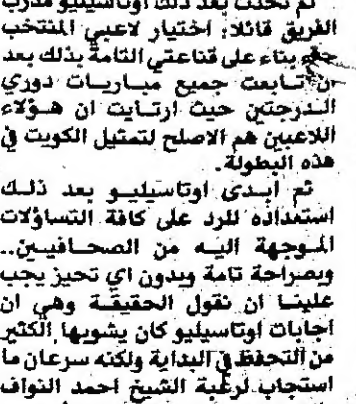 ثم تحدث بعد ذلك اوتاسيليو مدرب
الفريق قائلا: اختيار لاعبي المنتخب
جاء بناء على قناعتي التامة بذلك بعد
ان تابعت جميع مباريات دوري
الدرجتين حيث ارتايت ان هؤلاء
اللاعبين هم الاصلح لتمثيل الكويت في
هذه البطولة.
ثم ابدى اوتاسيليو بعد ذلك
استعداده للرد على كافة التساؤلات
الموجهة اليه من الصحافيين..
وبصراحة تامة وبدون اي تحيز يجب
علينا ان نقول الحقيقة وهي ان
اجابات اوتاسيليو كان يشوبها الكثير
من التحفظ في البداية ولكنه سرعان ما
استجاب لرغبة الشيخ احمد النواف